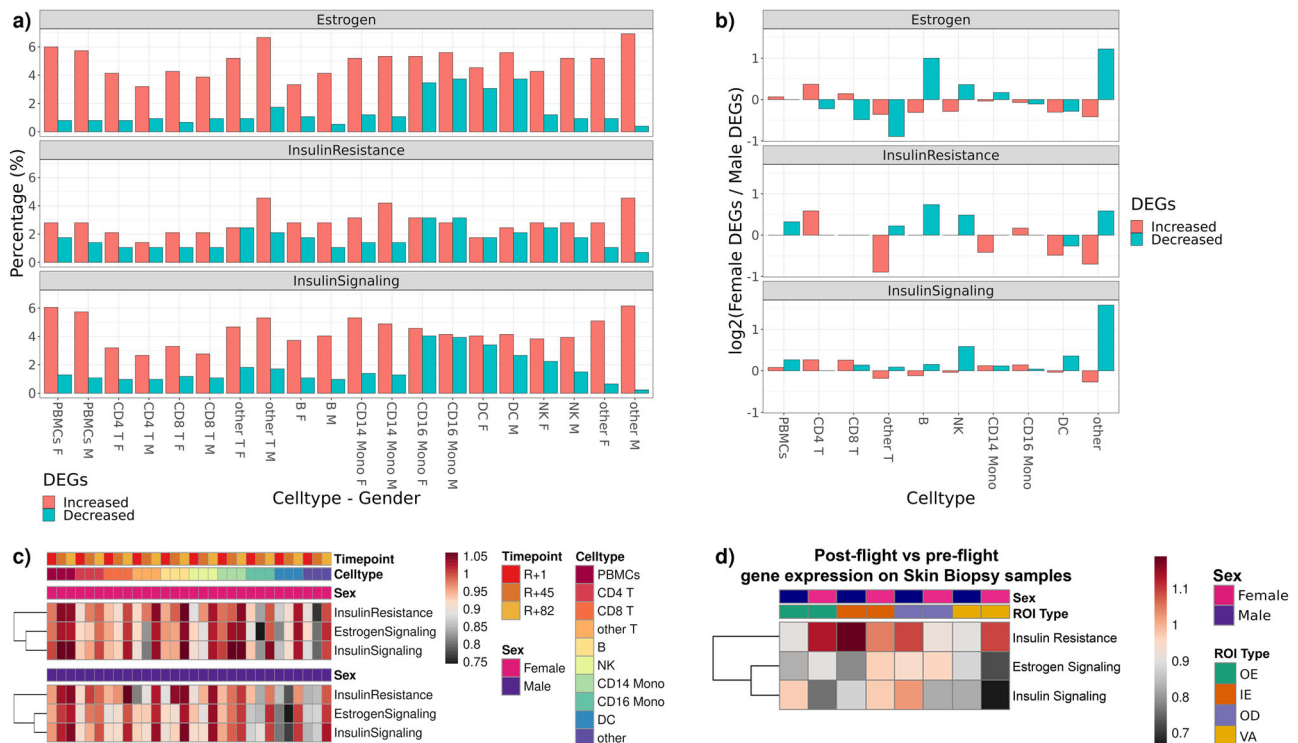 a)
Estrogen
6
4
2
0
InsulinResistance
6
4
2
0
InsulinSignaling
6
4
2
0
Percentage (%)
PBMCs F
PBMCs M
CD4 T F
CD4 T M
CD8 T F
CD8 T M
other T F
other T M
B F
B M
CD14 Mono F
CD14 Mono M
CD16 Mono F
CD16 Mono M
DC F
DC M
NK F
NK M
other F
other M
Celltype - Gender
DEGs
Increased
Decreased
b)
Estrogen
1
0
-1
InsulinResistance
1
0
-1
InsulinSignaling
1
0
-1
log2(Female DEGs / Male DEGs)
PBMCs
CD4 T
CD8 T
other T
B
NK
CD14 Mono
CD16 Mono
DC
other
Celltype
DEGs
Increased
Decreased
c)
Timepoint
Celltype
Sex
InsulinResistance
EstrogenSignaling
InsulinSignaling
Sex
InsulinResistance
EstrogenSignaling
InsulinSignaling
1.05
1
0.95
0.9
0.85
0.8
0.75
Timepoint
R+1
R+45
R+82
Sex
Female
Male
Celltype
PBMCs
CD4 T
CD8 T
other T
B
NK
CD14 Mono
CD16 Mono
DC
other
d)
Post-flight vs pre-flight
gene expression on Skin Biopsy samples
Sex
ROI Type
Insulin Resistance
Estrogen Signaling
Insulin Signaling
1.1
1
0.9
0.8
0.7
Sex
Female
Male
ROI Type
OE
IE
OD
VA